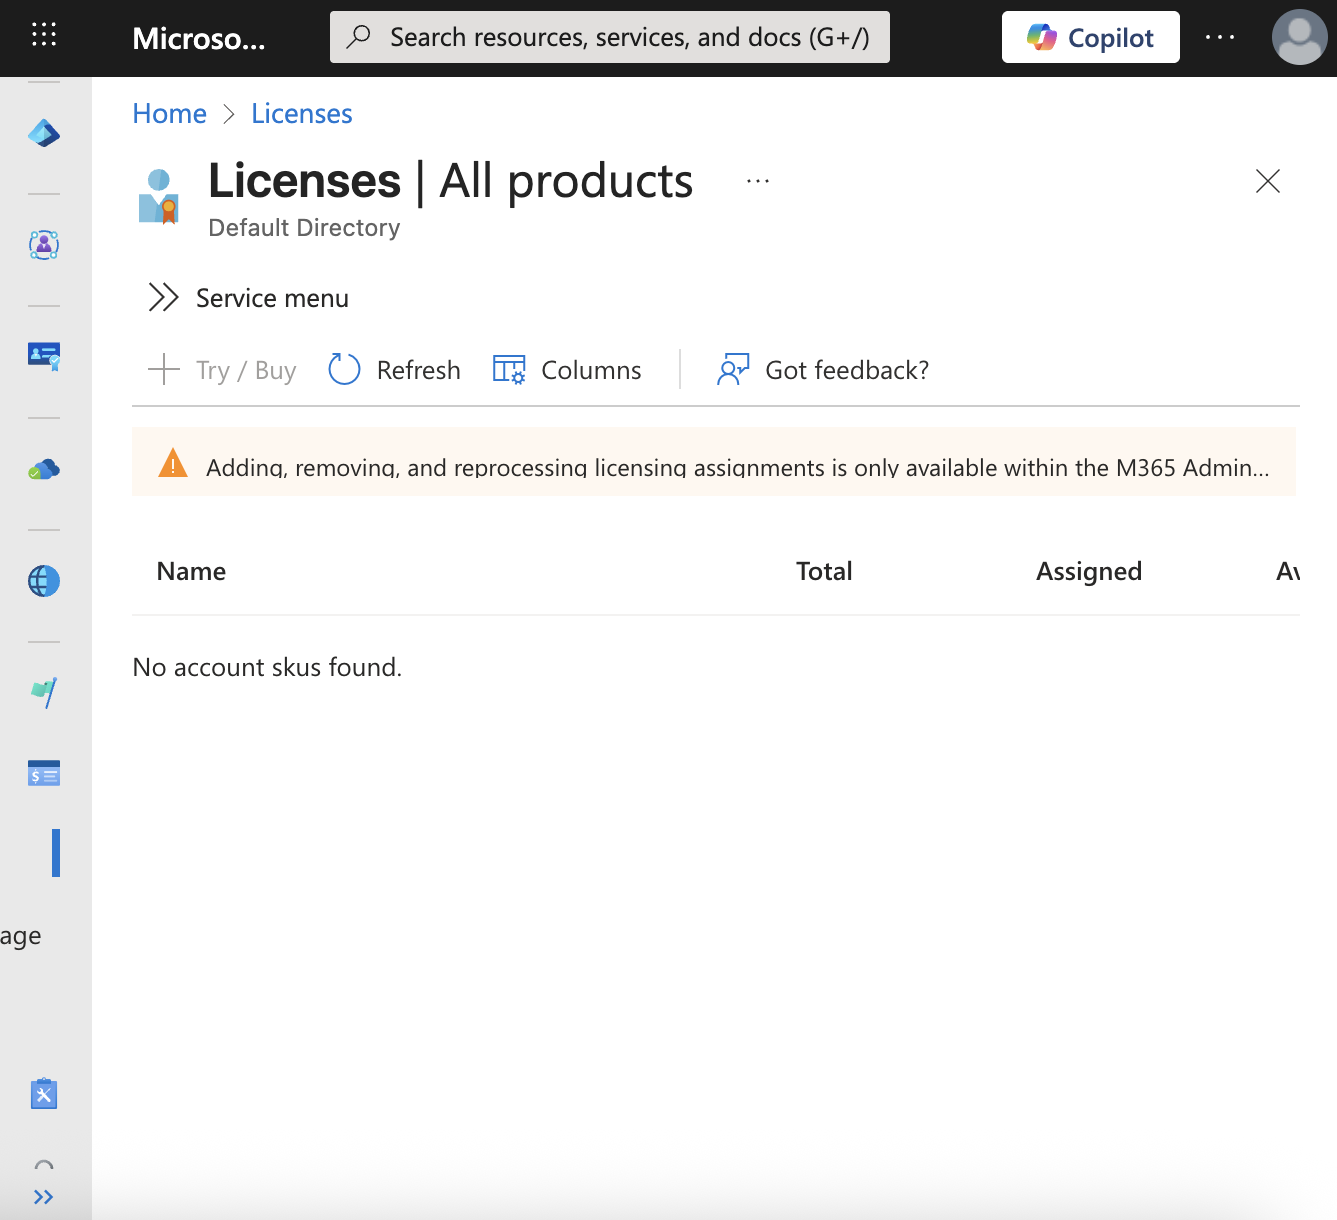 Microso...
Search resources, services, and docs (G+/)
Copilot
Home > Licenses
Licenses | All products
...
Default Directory
Service menu
Try / Buy
Refresh
Columns
Got feedback?
Adding, removing, and reprocessing licensing assignments is only available within the M365 Admin...
Name
Total
Assigned
Av
No account skus found.
age